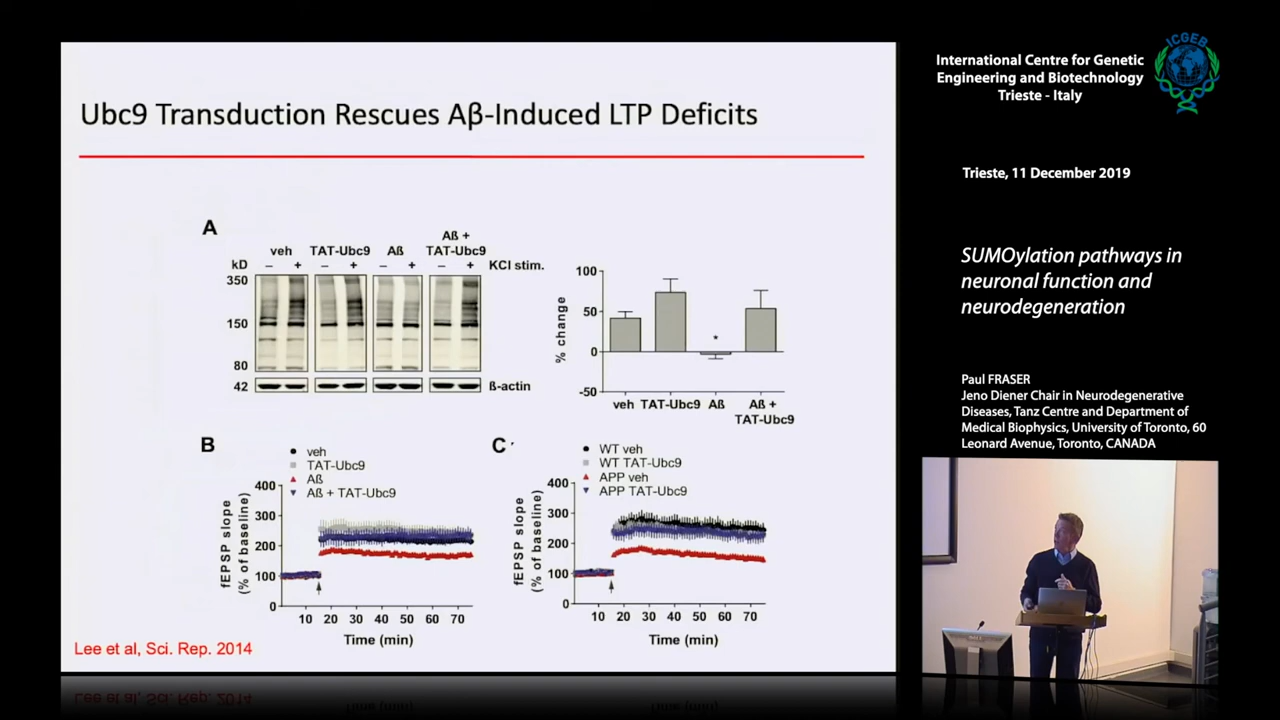 Ubc9 Transduction Rescues Aβ-Induced LTP Deficits
A
veh
TAT-Ubc9
Aß
Aß +
TAT-Ubc9
kD
– + – + – + – + KCl stim.
350
150
80
42
ß-actin
100
50
0
-50
% change
*
veh TAT-Ubc9 Aß Aß +
TAT-Ubc9
B
veh
TAT-Ubc9
Aß
Aß + TAT-Ubc9
400
300
200
100
0
fEPSP slope
(% of baseline)
10 20 30 40 50 60 70
Time (min)
C
WT veh
WT TAT-Ubc9
APP veh
APP TAT-Ubc9
400
300
200
100
0
fEPSP slope
(% of baseline)
10 20 30 40 50 60 70
Time (min)
Lee et al, Sci. Rep. 2014
International Centre for Genetic
Engineering and Biotechnology
Trieste - Italy
ICGEB
Trieste, 11 December 2019
SUMOylation pathways in
neuronal function and
neurodegeneration
Paul FRASER
Jeno Diener Chair in Neurodegenerative
Diseases, Tanz Centre and Department of
Medical Biophysics, University of Toronto, 60
Leonard Avenue, Toronto, CANADA